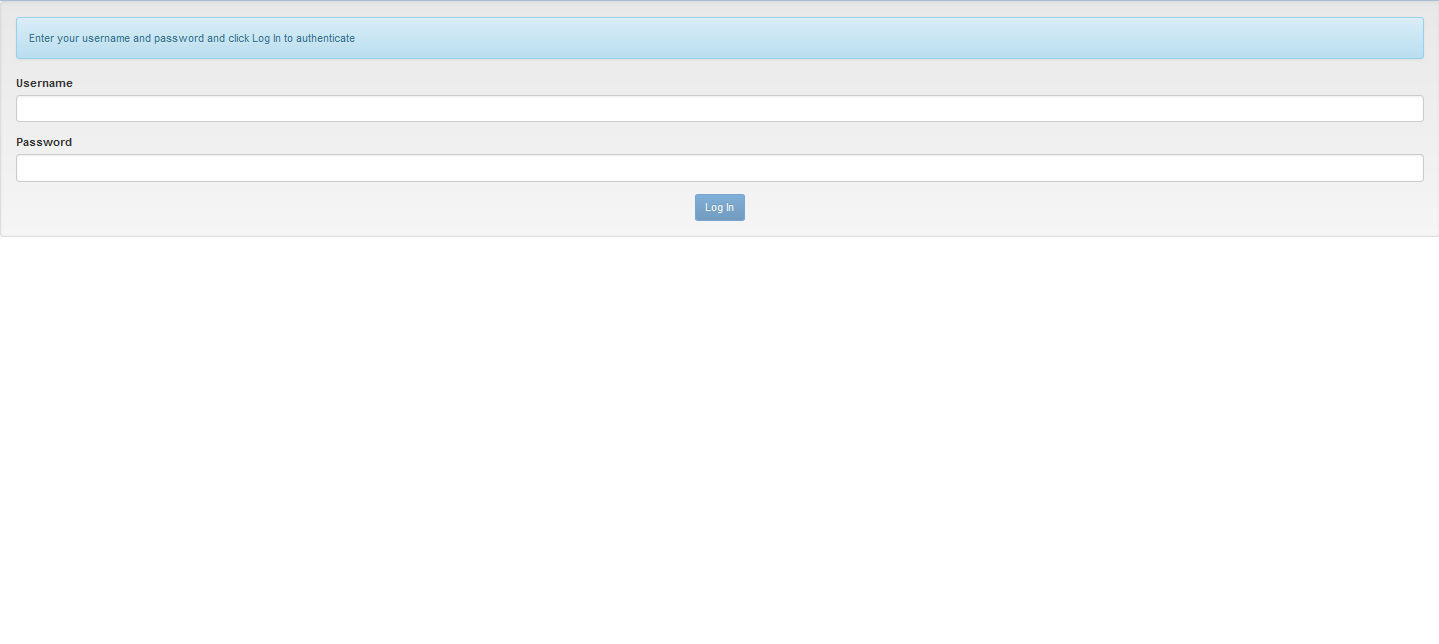 Enter your username and password and click Log In to authenticate
Username
Password
Log In